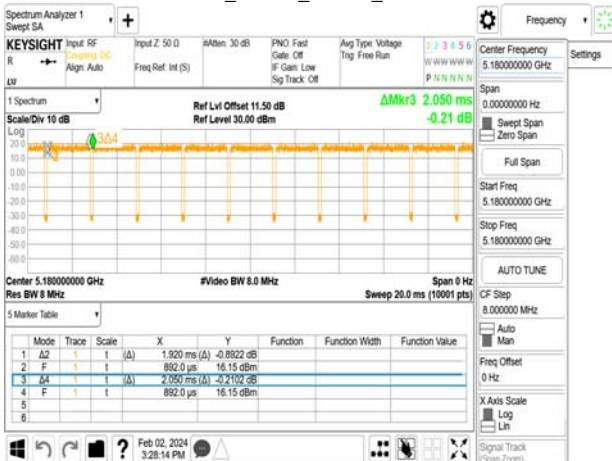 Spectrum Analyzer 1
Swept SA
Frequency
KEYSIGHT
R
Input: RF
Coupling: DC
Align: Auto
Input Z: 50 Ω
Freq Ref: Int (S)
#Atten: 30 dB
PNO: Fast
Gate: Off
IF Gain: Low
Sig Track: Off
Avg Type: Voltage
Trig: Free Run
1 2 3 4 5 6
W W W W W W
P N N N N N
Center Frequency
5.180000000 GHz
Settings
1 Spectrum
Scale/Div 10 dB
Log
Ref Lvl Offset 11.50 dB
Ref Level 30.00 dBm
ΔMkr3 2.050 ms
-0.21 dB
3Δ4
20.0
10.0
0.00
-10.0
-20.0
-30.0
-40.0
-50.0
-60.0
Center 5.180000000 GHz
Res BW 8 MHz
#Video BW 8.0 MHz
Span 0 Hz
Sweep 20.0 ms (10001 pts)
5 Marker Table
Mode Trace Scale X Y Function Function Width Function Value
1 Δ2 1 t (Δ) 1.920 ms (Δ) -0.8922 dB
2 F 1 t 892.0 µs 16.15 dBm
3 Δ4 1 t (Δ) 2.050 ms (Δ) -0.2102 dB
4 F 1 t 892.0 µs 16.15 dBm
5
6
Span
0.00000000 Hz
Swept Span
Zero Span
Full Span
Start Freq
5.180000000 GHz
Stop Freq
5.180000000 GHz
AUTO TUNE
CF Step
8.000000 MHz
Auto
Man
Freq Offset
0 Hz
X Axis Scale
Log
Lin
Signal Track
(Span Zoom)
Feb 02, 2024
3:28:14 PM